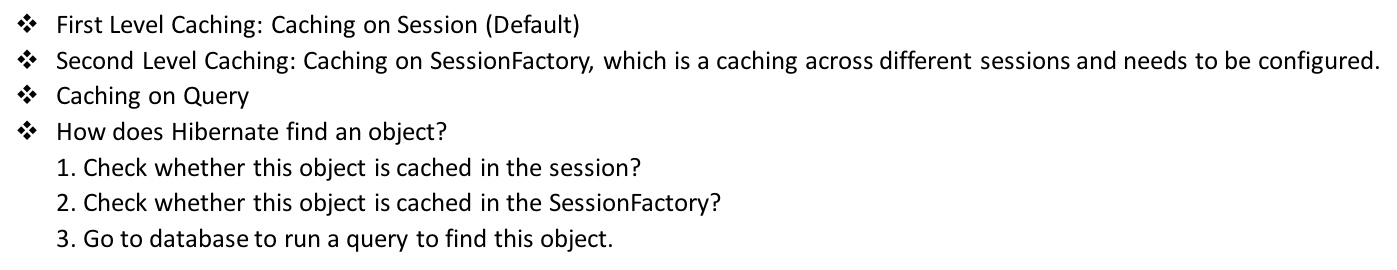 ❖ First Level Caching: Caching on Session (Default)
❖ Second Level Caching: Caching on SessionFactory, which is a caching across different sessions and needs to be configured.
❖ Caching on Query
❖ How does Hibernate find an object?
1. Check whether this object is cached in the session?
2. Check whether this object is cached in the SessionFactory?
3. Go to database to run a query to find this object.